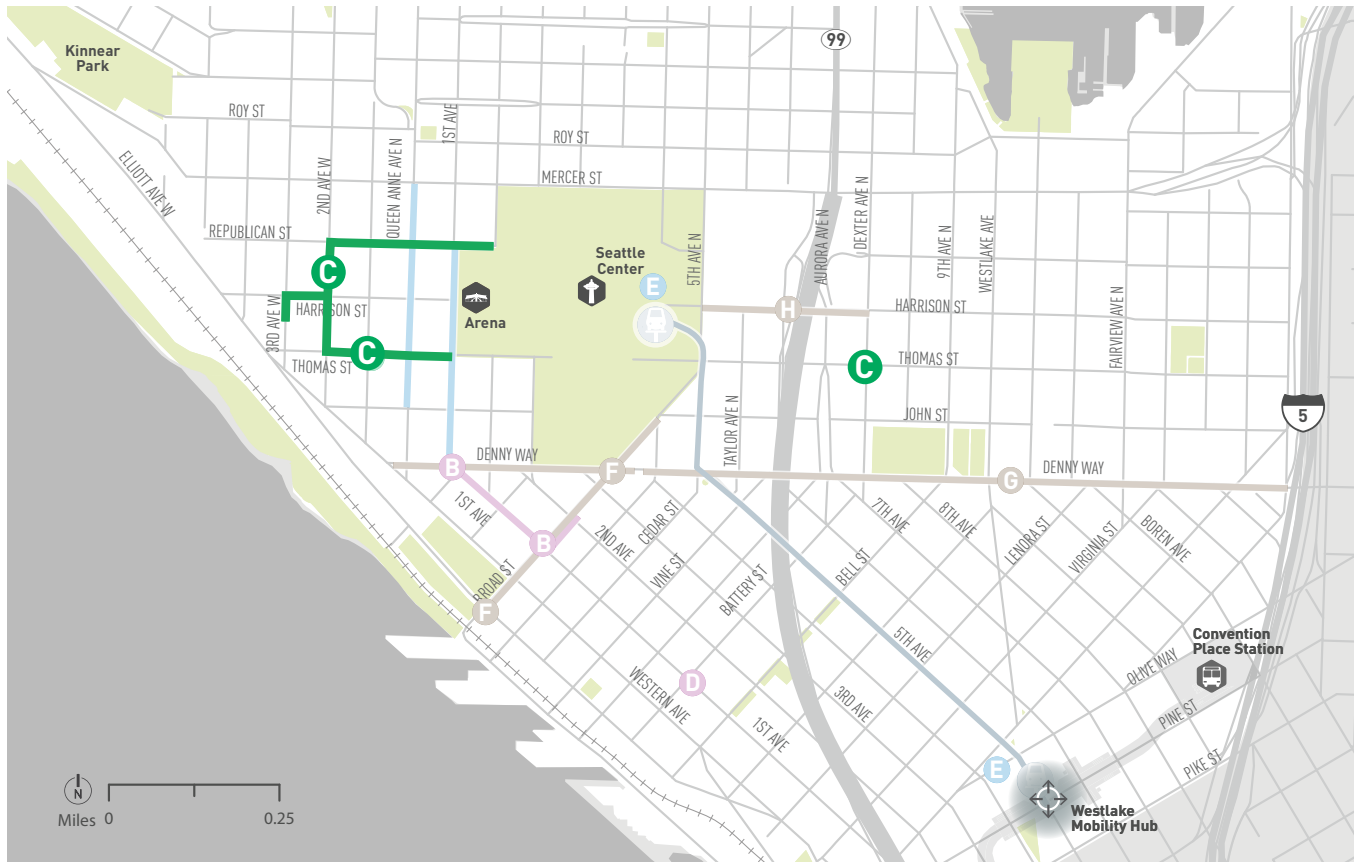 99
Kinnear
Park
ROY ST
1ST AVE
ROY ST
ELLIOTT AVE W
2ND AVE W
QUEEN ANNE AVE N
MERCER ST
REPUBLICAN ST
AURORA AVE N
DEXTER AVE N
9TH AVE N
WESTLAKE AVE
5TH AVE N
Seattle
Center
C
E
3RD AVE W
HARRISON ST
Arena
H
HARRISON ST
FAIRVIEW AVE N
THOMAS ST
C
C
THOMAS ST
TAYLOR AVE N
JOHN ST
5
DENNY WAY
B
F
DENNY WAY
G
1ST AVE
B
2ND AVE
CEDAR ST
VINE ST
BATTERY ST
BELL ST
7TH AVE
8TH AVE
LENORA ST
VIRGINIA ST
BOREN AVE
BROAD ST
F
5TH AVE
Convention
Place Station
OLIVE WAY
D
WESTERN AVE
1ST AVE
3RD AVE
PINE ST
PIKE ST
E
Westlake
Mobility Hub
N
Miles 0 0.25